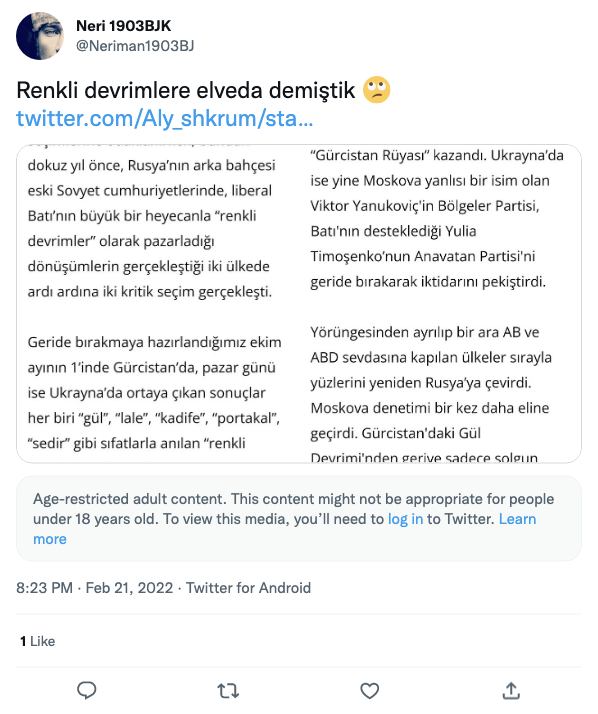 Neri 1903BJK
@Neriman1903BJ
Renkli devrimlere elveda demiştik 🙄
twitter.com/Aly_shkrum/sta…
dokuz yıl önce, Rusya’nın arka bahçesi
eski Sovyet cumhuriyetlerinde, liberal
Batı’nın büyük bir heyecanla “renkli
devrimler” olarak pazarladığı
dönüşümlerin gerçekleştiği iki ülkede
ardı ardına iki kritik seçim gerçekleşti.
Geride bırakmaya hazırlandığımız ekim
ayının 1’inde Gürcistan’da, pazar günü
ise Ukrayna’da ortaya çıkan sonuçlar
her biri “gül”, “lale”, “kadife”, “portakal”,
“sedir” gibi sıfatlarla anılan “renkli
“Gürcistan Rüyası” kazandı. Ukrayna’da
ise yine Moskova yanlısı bir isim olan
Viktor Yanukoviç'in Bölgeler Partisi,
Batı'nın desteklediği Yulia
Timoşenko’nun Anavatan Partisi'ni
geride bırakarak iktidarını pekiştirdi.
Yörüngesinden ayrılıp bir ara AB ve
ABD sevdasına kapılan ülkeler sırayla
yüzlerini yeniden Rusya’ya çevirdi.
Moskova denetimi bir kez daha eline
geçirdi. Gürcistan'daki Gül
Devrimi'nden geriye sadece solgun
Age-restricted adult content. This content might not be appropriate for people
under 18 years old. To view this media, you’ll need to log in to Twitter. Learn
more
8:23 PM · Feb 21, 2022 · Twitter for Android
1 Like